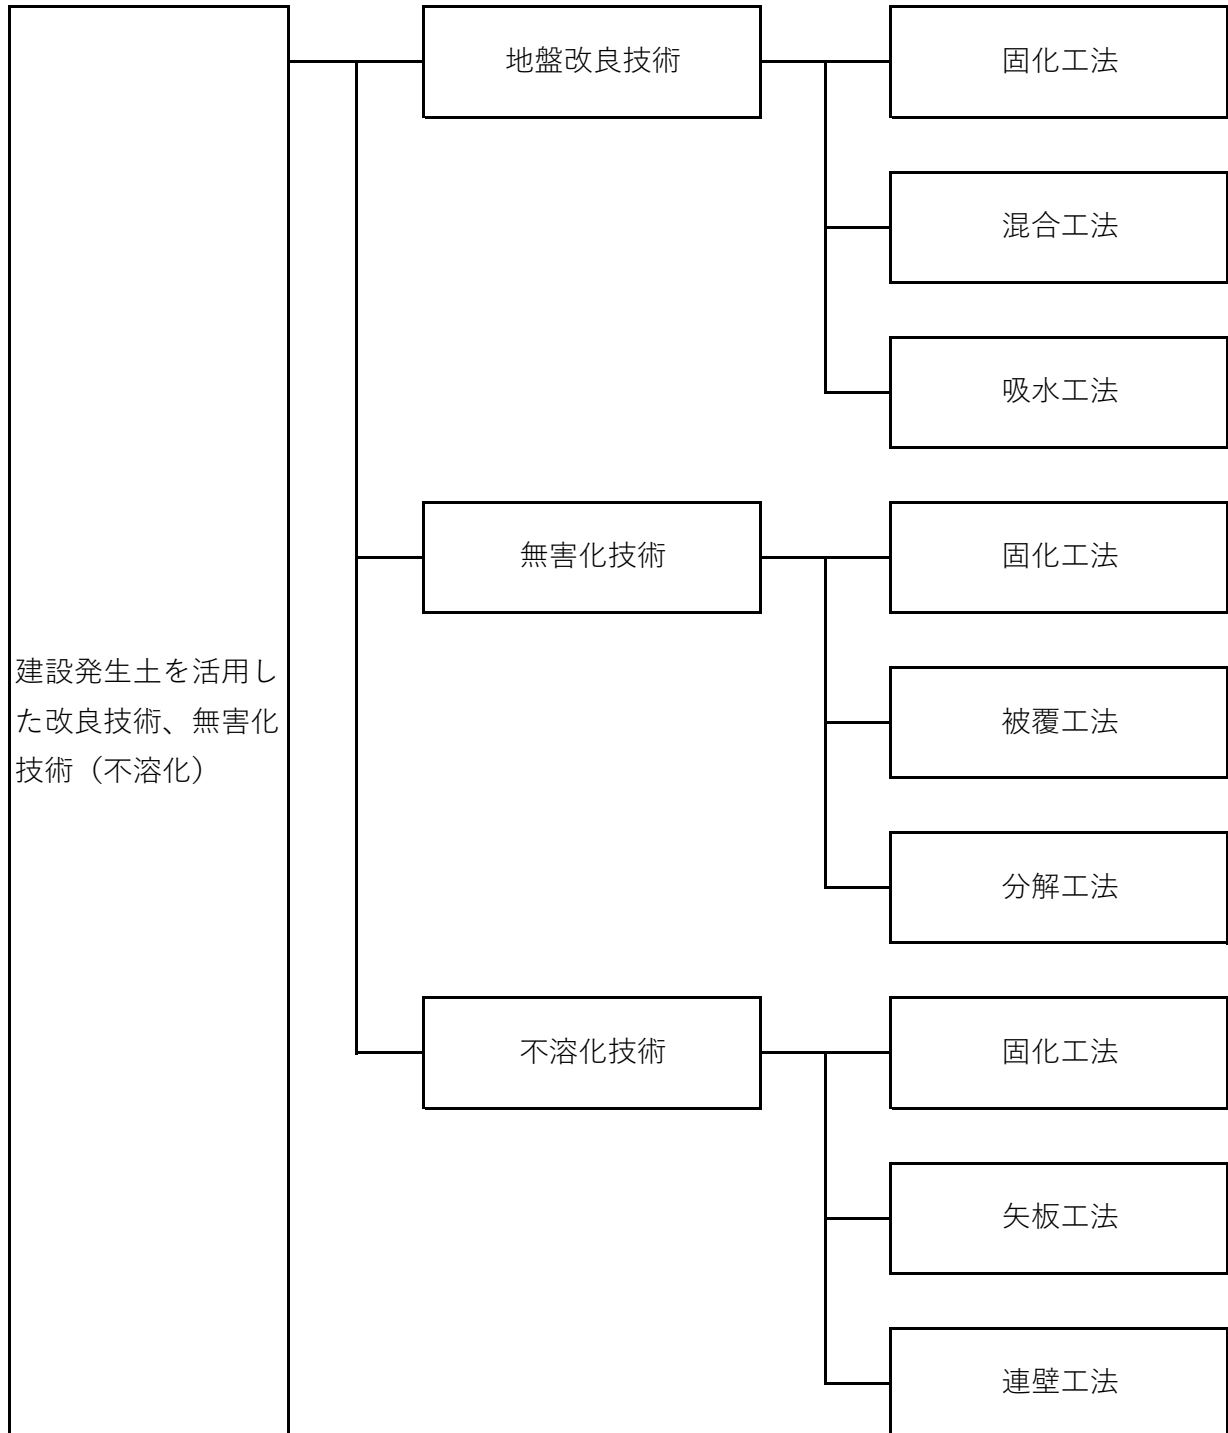 建設発生土を活用し
た改良技術、無害化
技術（不溶化）
地盤改良技術
固化工法
混合工法
吸水工法
無害化技術
固化工法
被覆工法
分解工法
不溶化技術
固化工法
矢板工法
連壁工法